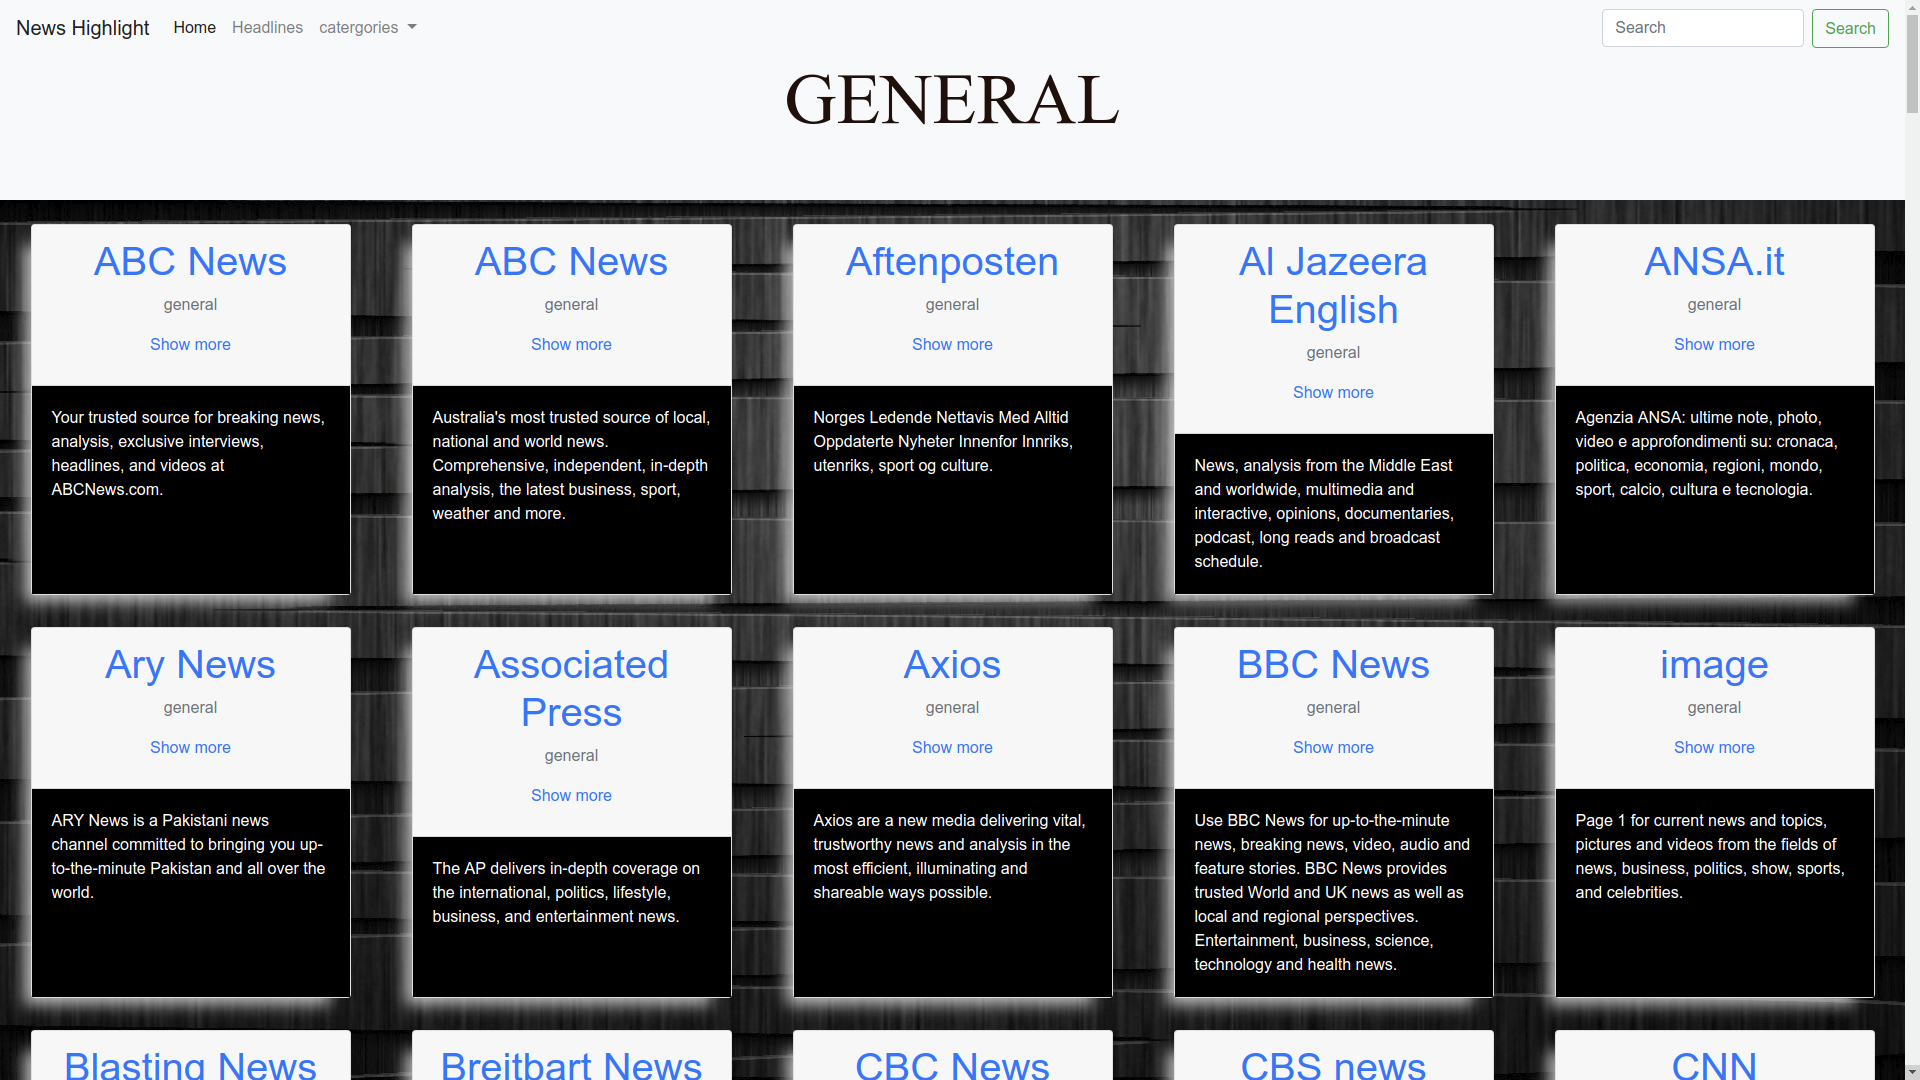 News Highlight
Home
Headlines
catergories
Search
Search
GENERAL
ABC News
general
Show more
Your trusted source for breaking news,
analysis, exclusive interviews,
headlines, and videos at
ABCNews.com.
ABC News
general
Show more
Australia's most trusted source of local,
national and world news.
Comprehensive, independent, in-depth
analysis, the latest business, sport,
weather and more.
Aftenposten
general
Show more
Norges Ledende Nettavis Med Alltid
Oppdaterte Nyheter Innenfor Innriks,
utenriks, sport og culture.
Al Jazeera
English
general
Show more
News, analysis from the Middle East
and worldwide, multimedia and
interactive, opinions, documentaries,
podcast, long reads and broadcast
schedule.
ANSA.it
general
Show more
Agenzia ANSA: ultime note, photo,
video e approfondimenti su: cronaca,
politica, economia, regioni, mondo,
sport, calcio, cultura e tecnologia.
Ary News
general
Show more
ARY News is a Pakistani news
channel committed to bringing you up-
to-the-minute Pakistan and all over the
world.
Associated
Press
general
Show more
The AP delivers in-depth coverage on
the international, politics, lifestyle,
business, and entertainment news.
Axios
general
Show more
Axios are a new media delivering vital,
trustworthy news and analysis in the
most efficient, illuminating and
shareable ways possible.
BBC News
general
Show more
Use BBC News for up-to-the-minute
news, breaking news, video, audio and
feature stories. BBC News provides
trusted World and UK news as well as
local and regional perspectives.
Entertainment, business, science,
technology and health news.
image
general
Show more
Page 1 for current news and topics,
pictures and videos from the fields of
news, business, politics, show, sports,
and celebrities.
Blasting News
Breitbart News
CBC News
CBS news
CNN